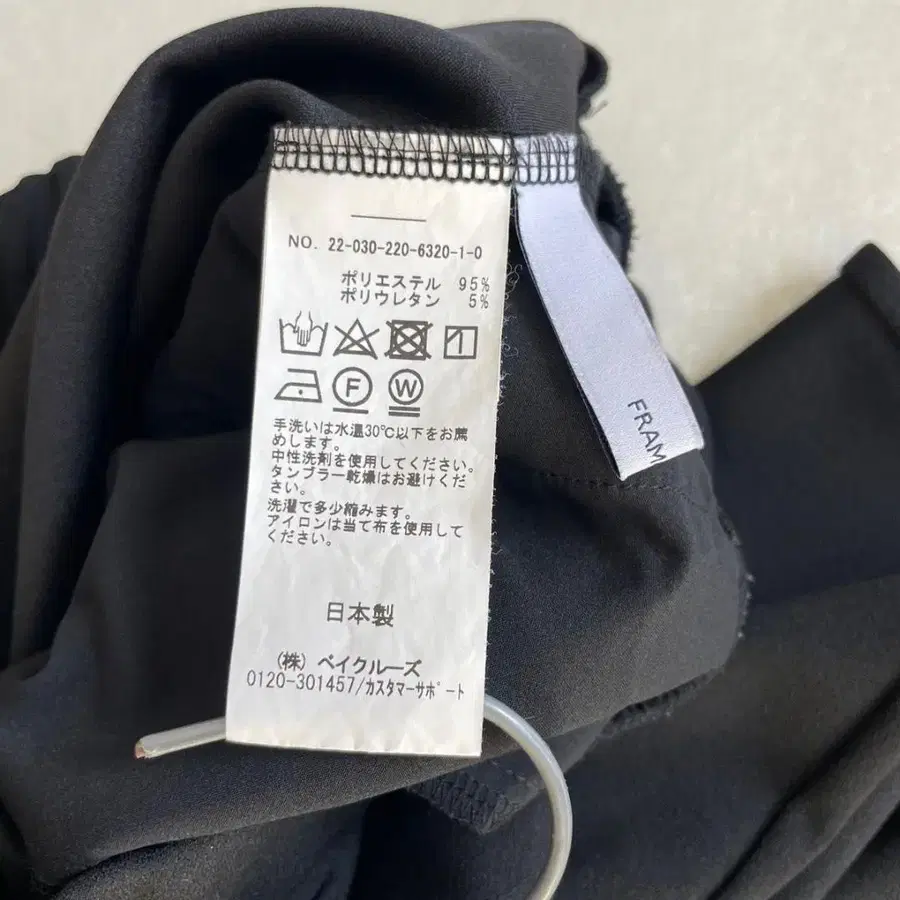 NO. 22-030-220-6320-1-0
ポリエステル 95%
ポリウレタン 5%
F W
手洗いは水温30℃以下をお薦
めします。
中性洗剤を使用してください。
タンブラー乾燥はお避けくだ
さい。
洗濯で多少縮みます。
アイロンは当て布を使用して
ください。
日本製
(株) ベイクルーズ
0120-301457/カスタマーサポート
FRAM